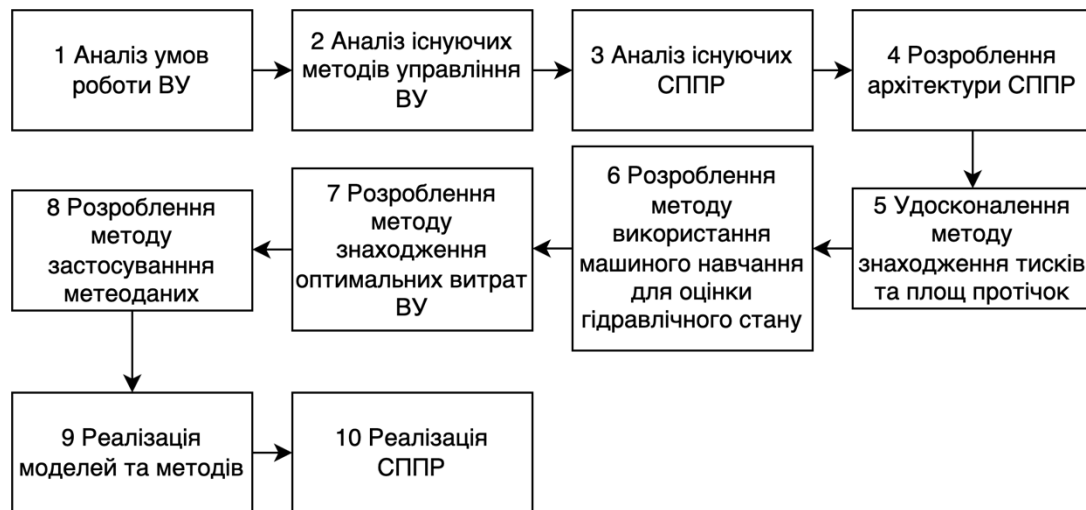 1 Аналіз умов
роботи ВУ
2 Аналіз існуючих
методів управління
ВУ
3 Аналіз існуючих
СППР
4 Розроблення
архітектури СППР
5 Удосконалення
методу
знаходження тисків
та площ протічок
6 Розроблення
методу
використання
машиного навчання
для оцінки
гідравлічного стану
7 Розроблення
методу
знаходження
оптимальних витрат
ВУ
8 Розроблення
методу
застосуванння
метеоданих
9 Реалізація
моделей та методів
10 Реалізація
СППР